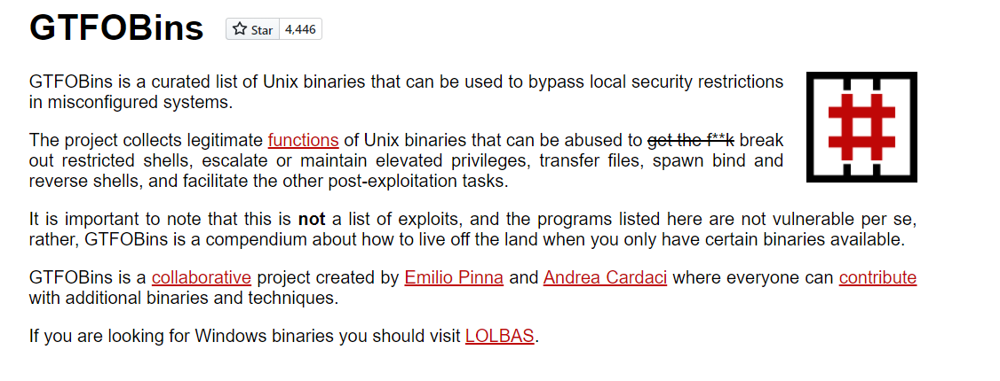 GTFOBins
Star 4,446
GTFOBins is a curated list of Unix binaries that can be used to bypass local security restrictions
in misconfigured systems.
The project collects legitimate functions of Unix binaries that can be abused to get the f**k break
out restricted shells, escalate or maintain elevated privileges, transfer files, spawn bind and
reverse shells, and facilitate the other post-exploitation tasks.
It is important to note that this is not a list of exploits, and the programs listed here are not vulnerable per se,
rather, GTFOBins is a compendium about how to live off the land when you only have certain binaries available.
GTFOBins is a collaborative project created by Emilio Pinna and Andrea Cardaci where everyone can contribute
with additional binaries and techniques.
If you are looking for Windows binaries you should visit LOLBAS.